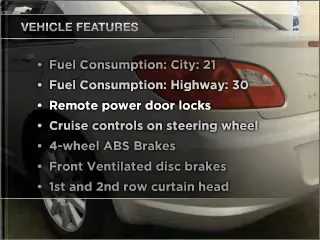 VEHICLE FEATURES
• Fuel Consumption: City: 21
• Fuel Consumption: Highway: 30
• Remote power door locks
• Cruise controls on steering wheel
• 4-wheel ABS Brakes
• Front Ventilated disc brakes
• 1st and 2nd row curtain head